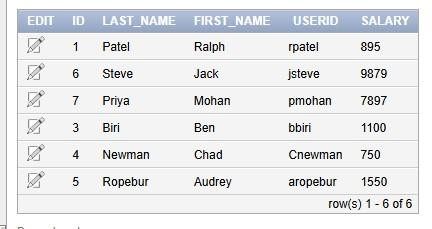 EDIT ID LAST_NAME FIRST_NAME USERID SALARY
1 Patel Ralph rpatel 895
6 Steve Jack jsteve 9879
7 Priya Mohan pmohan 7897
3 Biri Ben bbiri 1100
4 Newman Chad Cnewman 750
5 Ropebur Audrey aropebur 1550
row(s) 1 - 6 of 6